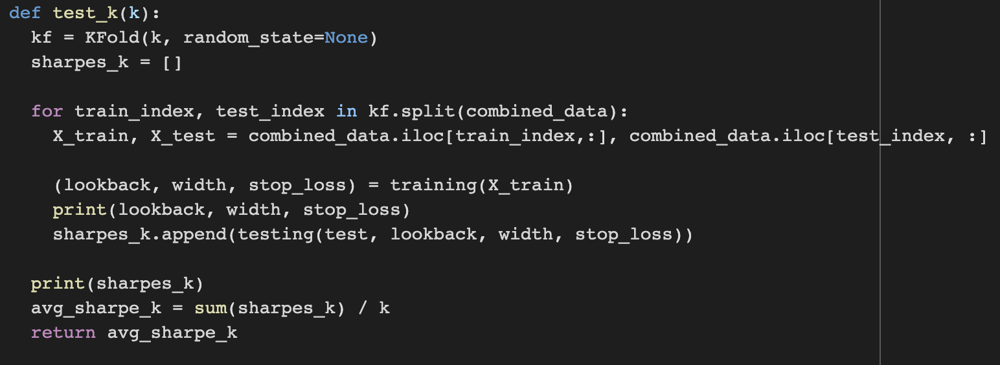 def test_k(k):
  kf = KFold(k, random_state=None)
  sharpes_k = []

  for train_index, test_index in kf.split(combined_data):
    X_train, X_test = combined_data.iloc[train_index,:], combined_data.iloc[test_index, :]

    (lookback, width, stop_loss) = training(X_train)
    print(lookback, width, stop_loss)
    sharpes_k.append(testing(test, lookback, width, stop_loss))

  print(sharpes_k)
  avg_sharpe_k = sum(sharpes_k) / k
  return avg_sharpe_k